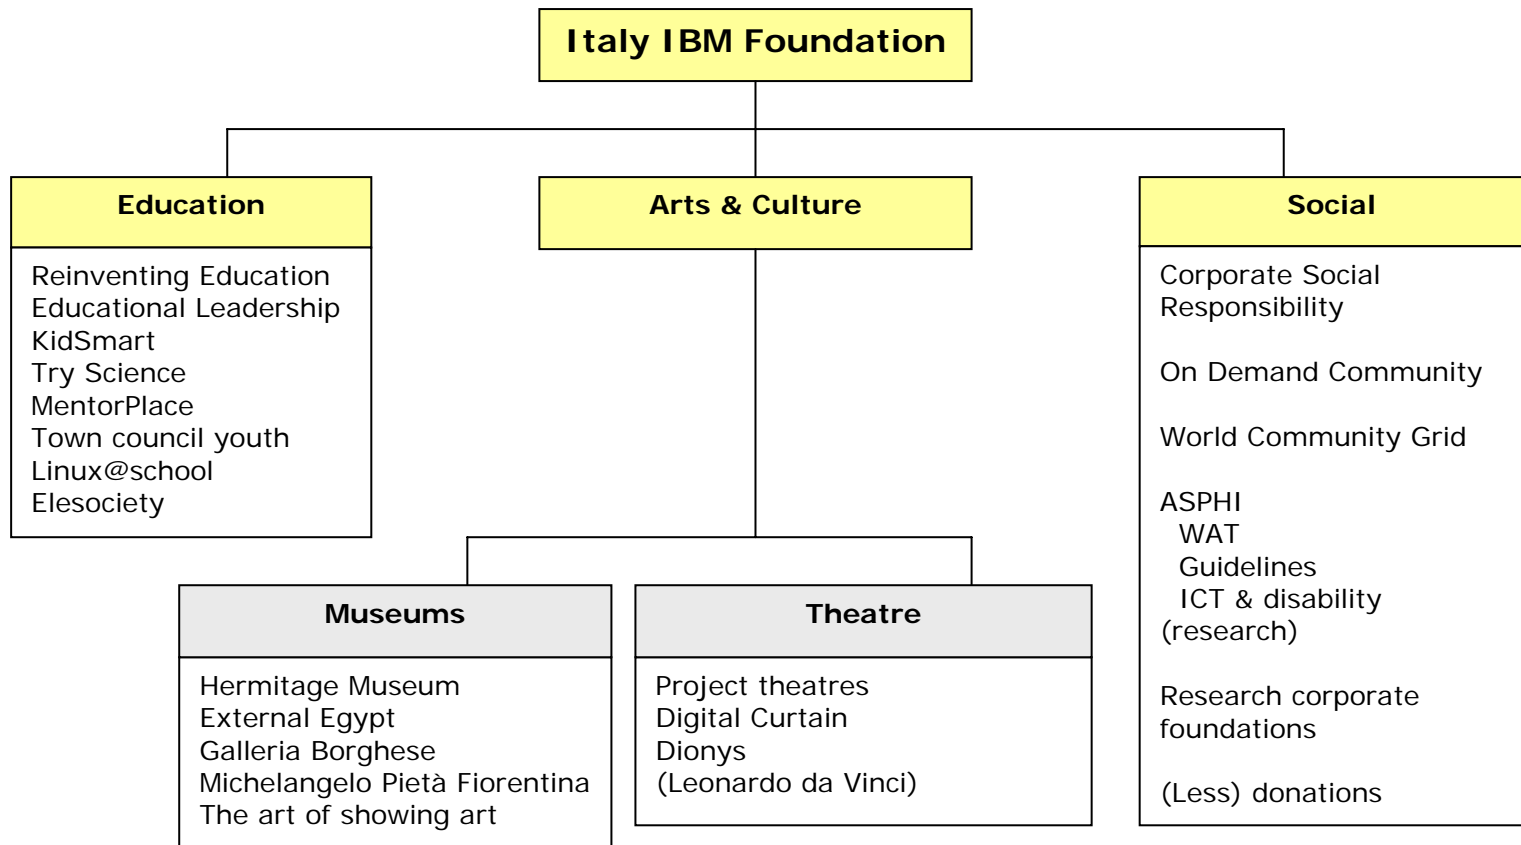 Italy IBM Foundation
Education
Reinventing Education
Educational Leadership
KidSmart
Try Science
MentorPlace
Town council youth
Linux@school
Elesociety
Arts & Culture
Museums
Hermitage Museum
External Egypt
Galleria Borghese
Michelangelo Pietà Fiorentina
The art of showing art
Theatre
Project theatres
Digital Curtain
Dionys
(Leonardo da Vinci)
Social
Corporate Social
Responsibility
On Demand Community
World Community Grid
ASPHI
WAT
Guidelines
ICT & disability
(research)
Research corporate
foundations
(Less) donations